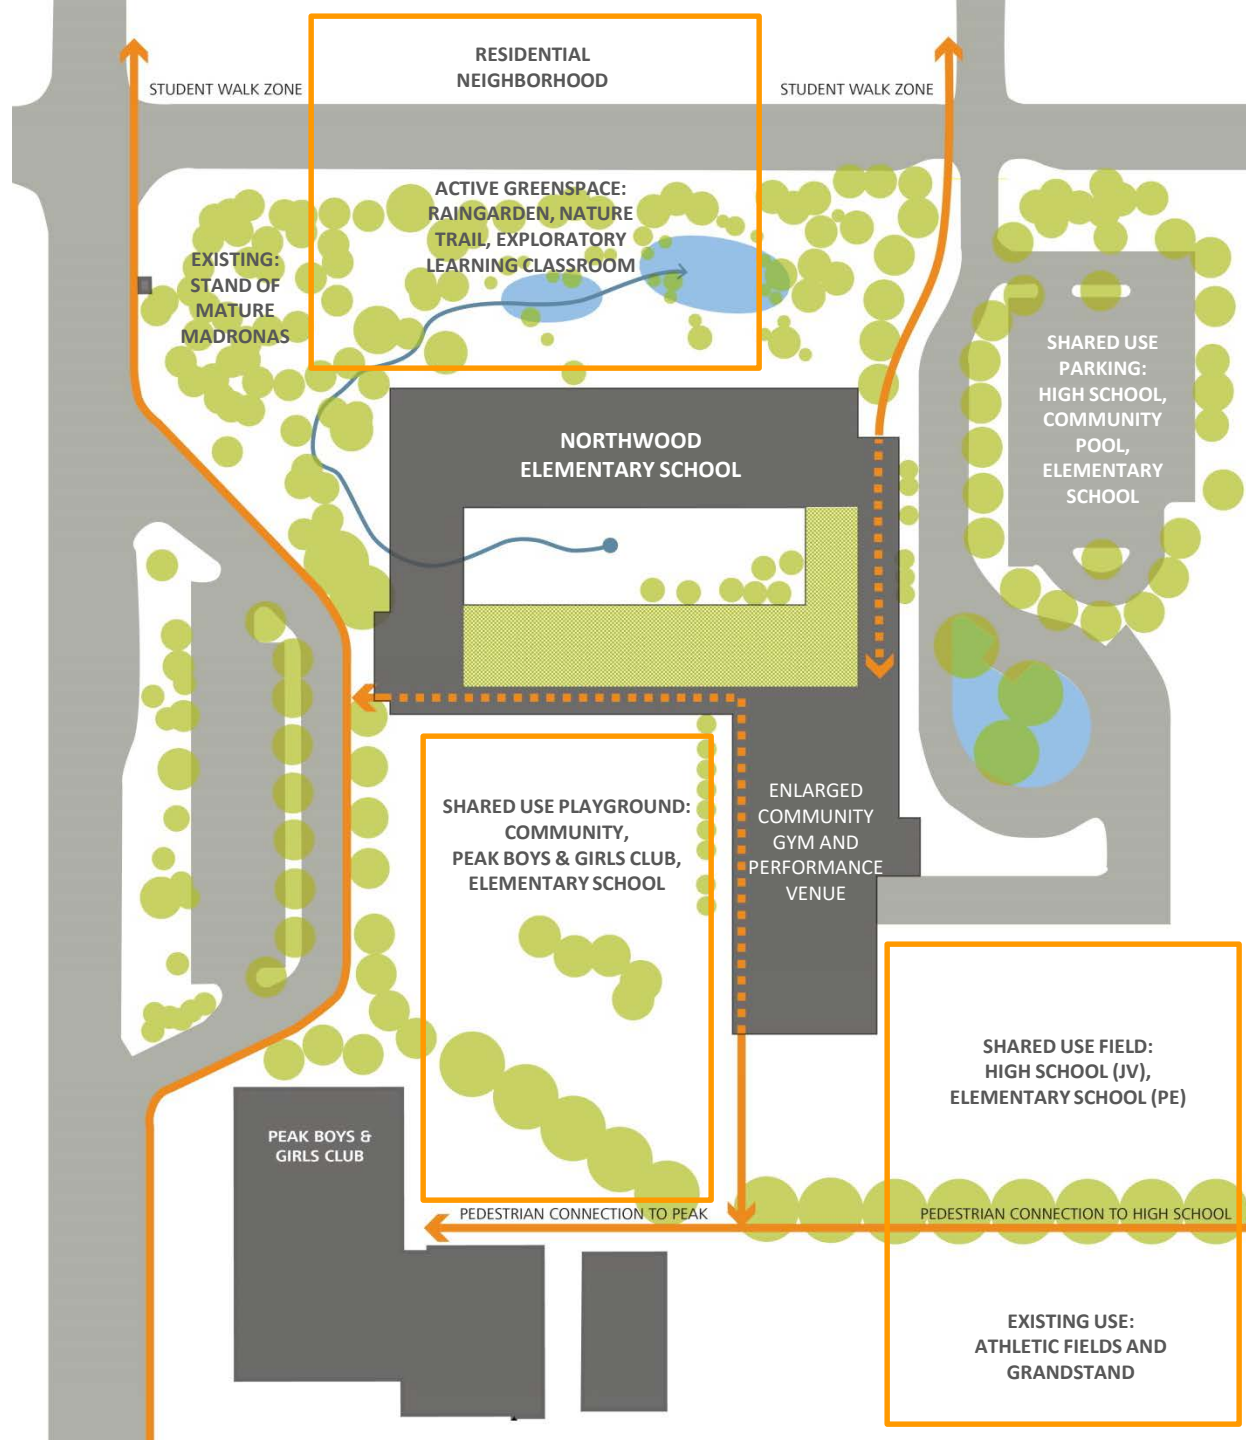 RESIDENTIAL
NEIGHBORHOOD
STUDENT WALK ZONE
STUDENT WALK ZONE
ACTIVE GREENSPACE:
RAINGARDEN, NATURE
TRAIL, EXPLORATORY
LEARNING CLASSROOM
EXISTING:
STAND OF
MATURE
MADRONAS
SHARED USE
PARKING:
HIGH SCHOOL,
COMMUNITY
POOL,
ELEMENTARY
SCHOOL
NORTHWOOD
ELEMENTARY SCHOOL
SHARED USE PLAYGROUND:
COMMUNITY,
PEAK BOYS & GIRLS CLUB,
ELEMENTARY SCHOOL
ENLARGED
COMMUNITY
GYM AND
PERFORMANCE
VENUE
SHARED USE FIELD:
HIGH SCHOOL (JV),
ELEMENTARY SCHOOL (PE)
PEAK BOYS &
GIRLS CLUB
PEDESTRIAN CONNECTION TO PEAK
PEDESTRIAN CONNECTION TO HIGH SCHOOL
EXISTING USE:
ATHLETIC FIELDS AND
GRANDSTAND